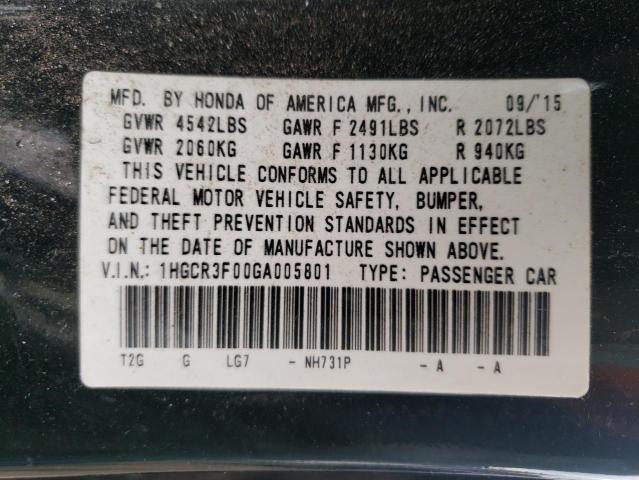 MFD. BY HONDA OF AMERICA MFG., INC. 09/'15
GVWR 4542LBS GAWR F 2491LBS R 2072LBS
GVWR 2060KG GAWR F 1130KG R 940KG
THIS VEHICLE CONFORMS TO ALL APPLICABLE
FEDERAL MOTOR VEHICLE SAFETY, BUMPER,
AND THEFT PREVENTION STANDARDS IN EFFECT
ON THE DATE OF MANUFACTURE SHOWN ABOVE.
V.I.N.: 1HGCR3F00GA005801 TYPE: PASSENGER CAR
T2G G LG7 - NH731P - A - A